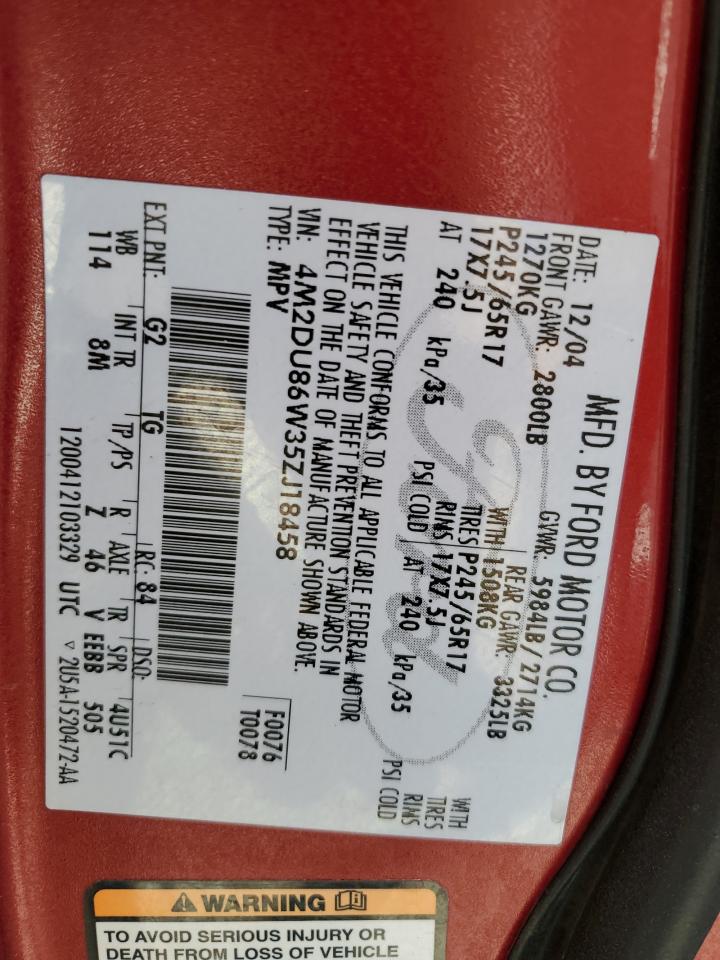 MFD. BY FORD MOTOR CO.
DATE: 12/04 GVWR: 5984LB/2714KG
FRONT GAWR: 2800LB REAR GAWR: 3325LB
1270KG WITH 1508KG WITH
P245/65R17 TIRES P245/65R17 TIRES
17X7.5J RIMS 17X7.5J RIMS
AT 240 kPa/35 PSI COLD AT 240 kPa/35 PSI COLD
THIS VEHICLE CONFORMS TO ALL APPLICABLE FEDERAL MOTOR
VEHICLE SAFETY AND THEFT PREVENTION STANDARDS IN
EFFECT ON THE DATE OF MANUFACTURE SHOWN ABOVE.
VIN: 4M2DU86W35ZJ18458
TYPE: MPV
F0076
T0078
EXT PNT: G2 TG RC: 84 DSO:
WB INT TR TP/PS R AXLE TR SPR 4U51C
114 8M Z 46 V EEBB 505
120041210332​9 UTC ▽ 2U5A-1520472-AA
Ford
WARNING
TO AVOID SERIOUS INJURY OR
DEATH FROM LOSS OF VEHICLE